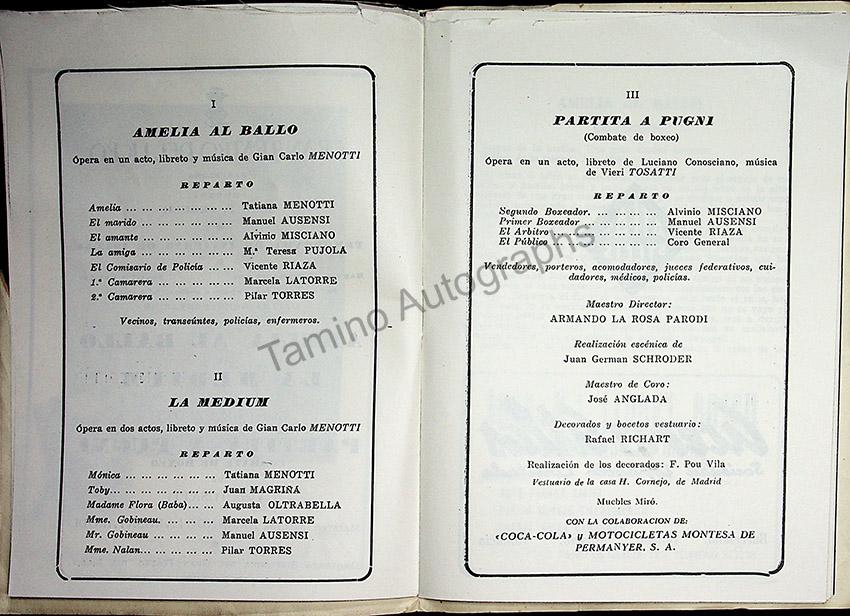 I
AMELIA AL BALLO
Ópera en un acto, libreto y música de Gian Carlo MENOTTI
REPARTO
Amelia ... ... ... ... ... ... ... ... Tatiana MENOTTI
El marido ... ... ... ... ... ... ... Manuel AUSENSI
El amante ... ... ... ... ... ... ... Alvinio MISCIANO
La amiga ... ... ... ... ... ... ... M.ª Teresa PUJOLA
El Comisario de Policía ... ... Vicente RIAZA
1.ª Camarera ... ... ... ... ... ... Marcela LATORRE
2.ª Camarera ... ... ... ... ... ... Pilar TORRES
Vecinos, transeúntes, policías, enfermeros.
II
LA MEDIUM
Ópera en dos actos, libreto y música de Gian Carlo MENOTTI
REPARTO
Mónica ... ... ... ... ... ... ... Tatiana MENOTTI
Toby... ... ... ... ... ... ... ... Juan MAGRIÑÁ
Madame Flora (Baba)... ... Augusta OLTRABELLA
Mme. Gobineau. ... ... ... ... Marcela LATORRE
Mr. Gobineau ... ... ... ... ... Manuel AUSENSI
Mme. Nalan... ... ... ... ... ... Pilar TORRES
III
PARTITA A PUGNI
(Combate de boxeo)
Ópera en un acto, libreto de Luciano Conosciano, música
de Vieri TOSATTI
REPARTO
Segundo Boxeador. ... ... ... Alvinio MISCIANO
Primer Boxeador ... ... ... ... Manuel AUSENSI
El Arbitro ... ... ... ... ... ... Vicente RIAZA
El Público ... ... ... ... ... ... Coro General
Vendedores, porteros, acomodadores, jueces federativos, cui-
dadores, médicos, policías.
Maestro Director:
ARMANDO LA ROSA PARODI
Realización escénica de
Juan German SCHRODER
Maestro de Coro:
José ANGLADA
Decorados y bocetos vestuario:
Rafael RICHART
Realización de los decorados: F. Pou Vila
Vestuario de la casa H. Cornejo, de Madrid
Muebles Miró.
CON LA COLABORACION DE:
«COCA-COLA» y MOTOCICLETAS MONTESA DE
PERMANYER, S. A.
Tamino Autographs